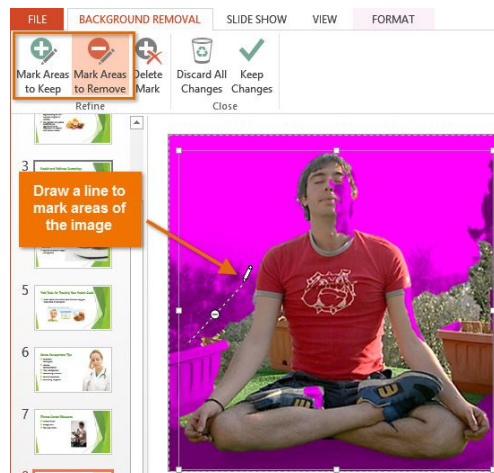 FILE
BACKGROUND REMOVAL
SLIDE SHOW
VIEW
FORMAT
Mark Areas
to Keep
Mark Areas
to Remove
Delete
Mark
Discard All
Changes
Keep
Changes
Refine
Close
3
Draw a line to
mark areas of
the image
5
6
7